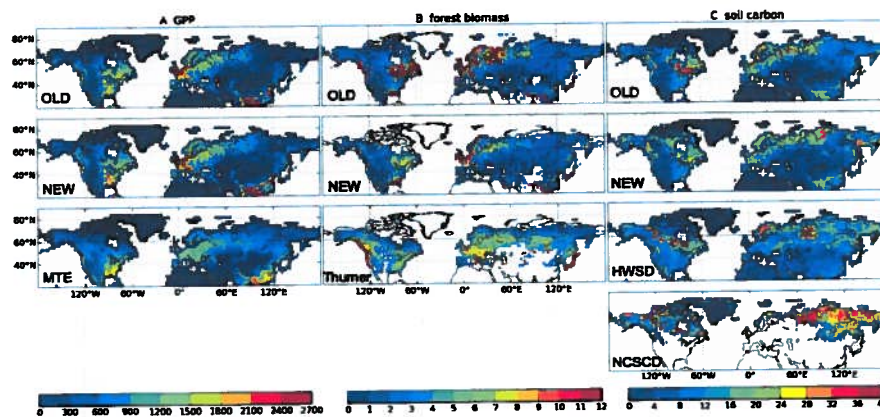 A GPP
B forest biomass
C soil carbon
80°N
60°N
40°N
OLD
OLD
OLD
80°N
60°N
40°N
NEW
NEW
NEW
80°N
60°N
40°N
MTE
Thurner
HWSD
120°W 60°W 0° 60°E 120°E
120°W 60°W 0° 60°E 120°E
NCSCD
120°W 60°W 0° 60°E 120°E
0 300 600 900 1200 1500 1800 2100 2400 2700
0 1 2 3 4 5 6 7 8 9 10 11 12
0 4 8 12 16 20 24 28 32 36